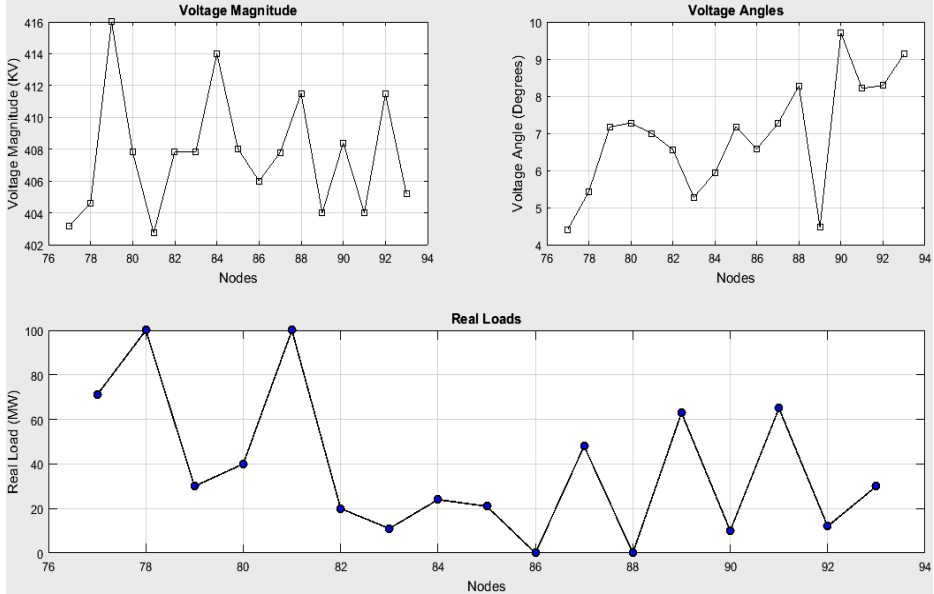 Voltage Magnitude
416
414
412
410
408
406
404
402
Voltage Magnitude (KV)
76 78 80 82 84 86 88 90 92 94
Nodes
Voltage Angles
10
9
8
7
6
5
4
Voltage Angle (Degrees)
76 78 80 82 84 86 88 90 92 94
Nodes
Real Loads
100
80
60
40
20
0
Real Load (MW)
76 78 80 82 84 86 88 90 92 94
Nodes